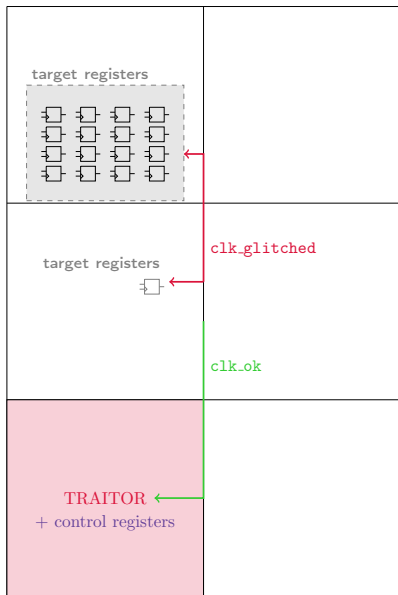 target registers
clk_glitched
target registers
clk_ok
TRAITOR
+ control registers